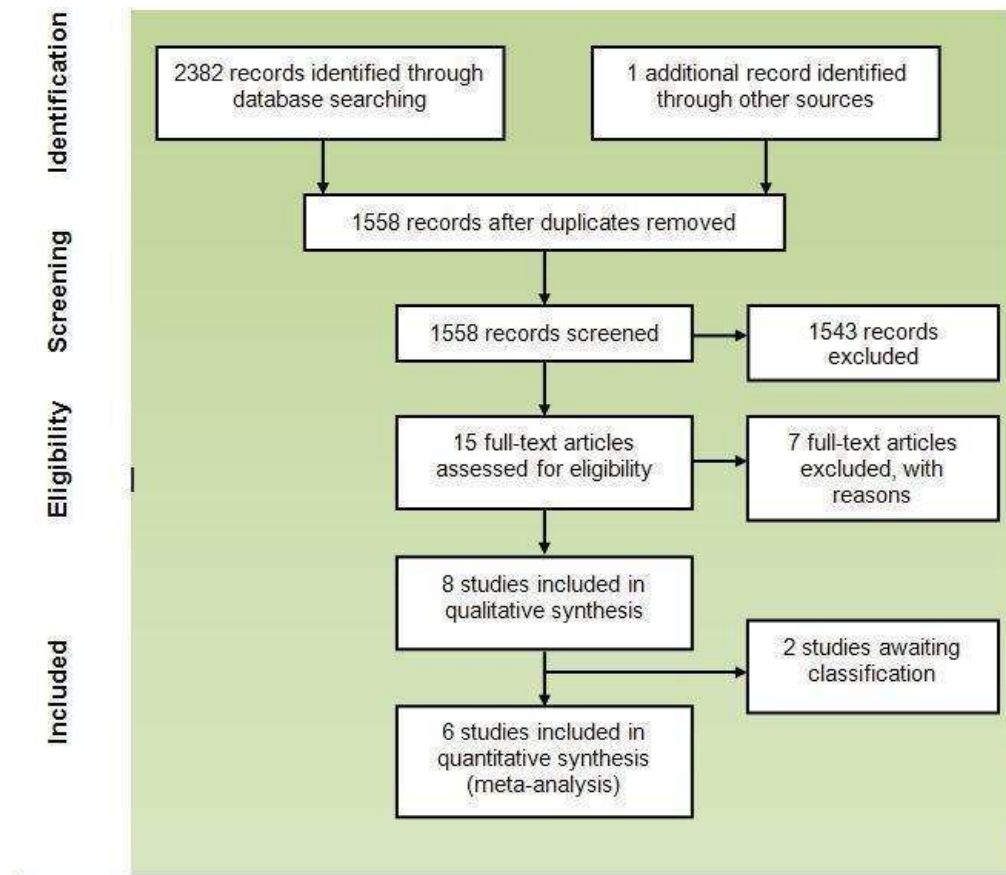 Identification
2382 records identified through
database searching
1 additional record identified
through other sources
1558 records after duplicates removed
Screening
1558 records screened
1543 records
excluded
Eligibility
15 full-text articles
assessed for eligibility
7 full-text articles
excluded, with
reasons
8 studies included in
qualitative synthesis
Included
2 studies awaiting
classification
6 studies included in
quantitative synthesis
(meta-analysis)